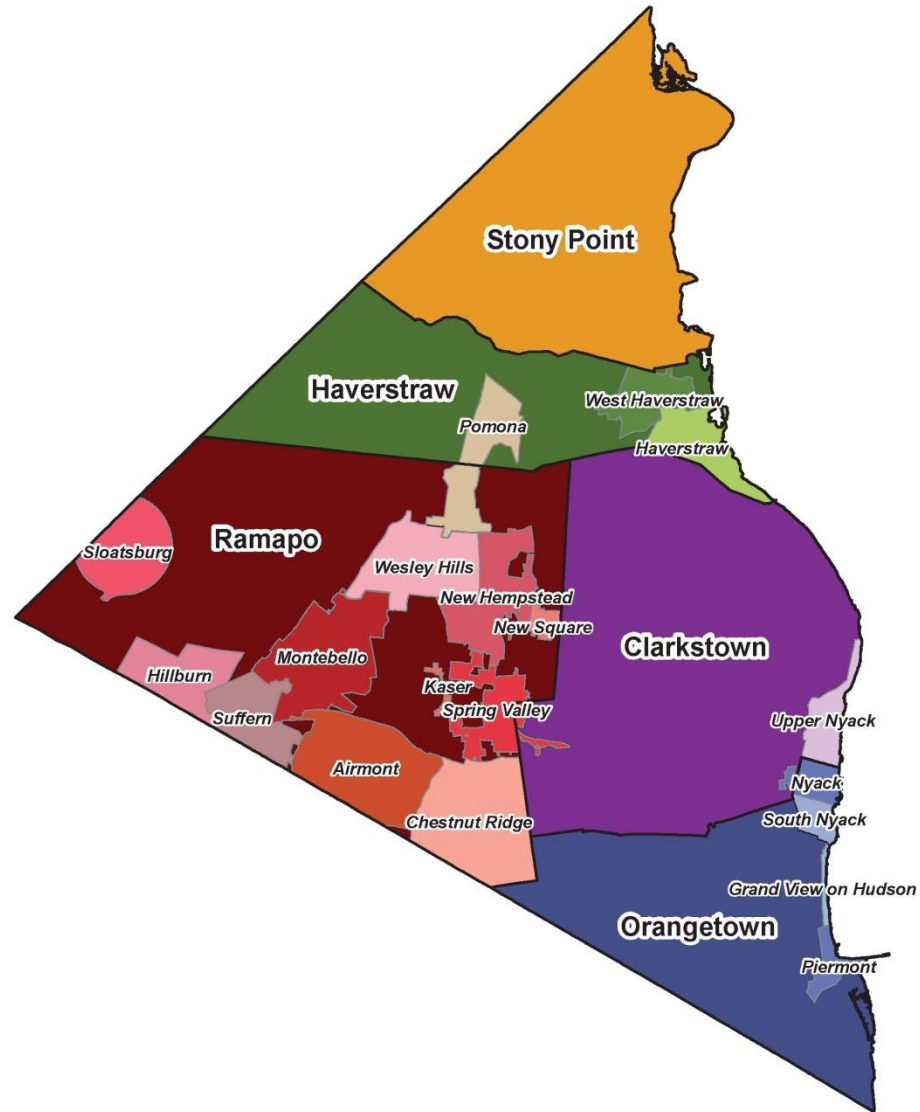 Stony Point
Haverstraw
West Haverstraw
Pomona
Haverstraw
Ramapo
Sloatsburg
Wesley Hills
New Hempstead
New Square
Clarkstown
Montebello
Hillburn
Kaser
Suffern
Spring Valley
Upper Nyack
Airmont
Nyack
Chestnut Ridge
South Nyack
Grand View on Hudson
Orangetown
Piermont